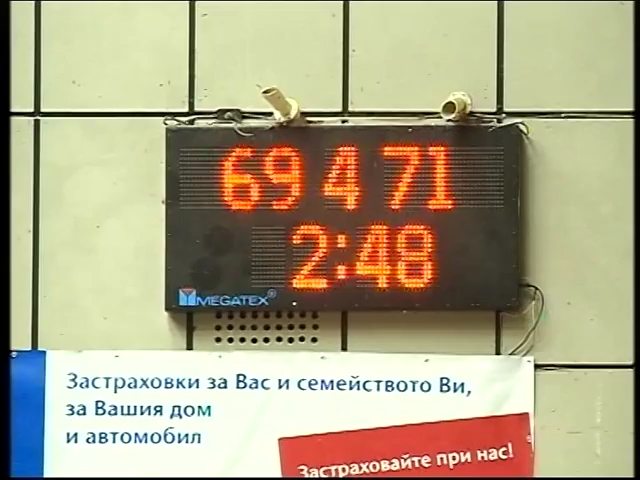 69 4 71
2:48
MEGATEX®
Застраховки за Вас и семейството Ви,
за Вашия дом
и автомобил
Застраховайте при нас!